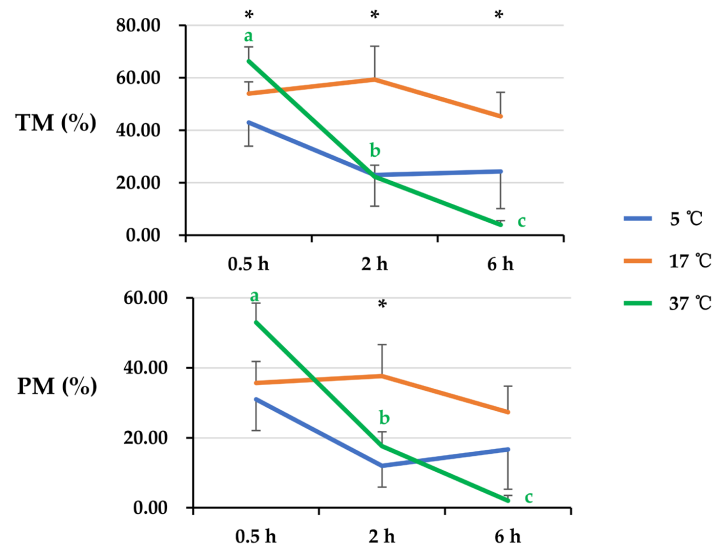 * * *
80.00
a
60.00
TM (%)
40.00
b
20.00
c
0.00
0.5 h 2 h 6 h
5 ℃
17 ℃
37 ℃
60.00
a
*
40.00
PM (%)
b
20.00
c
0.00
0.5 h 2 h 6 h